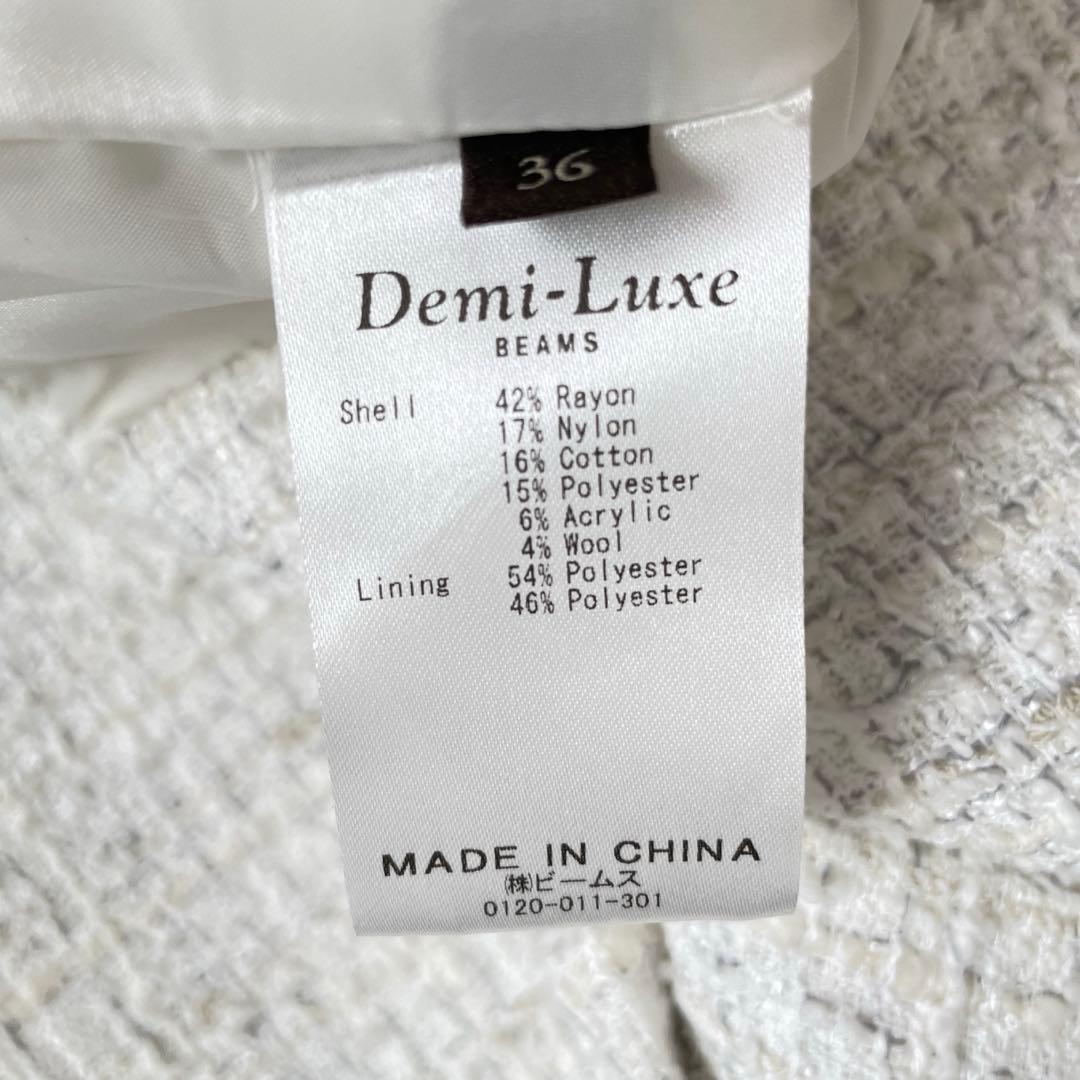 36
Demi-Luxe
BEAMS
Shell 42% Rayon
17% Nylon
16% Cotton
15% Polyester
6% Acrylic
4% Wool
Lining 54% Polyester
46% Polyester
MADE IN CHINA
㈱ビームス
0120-011-301